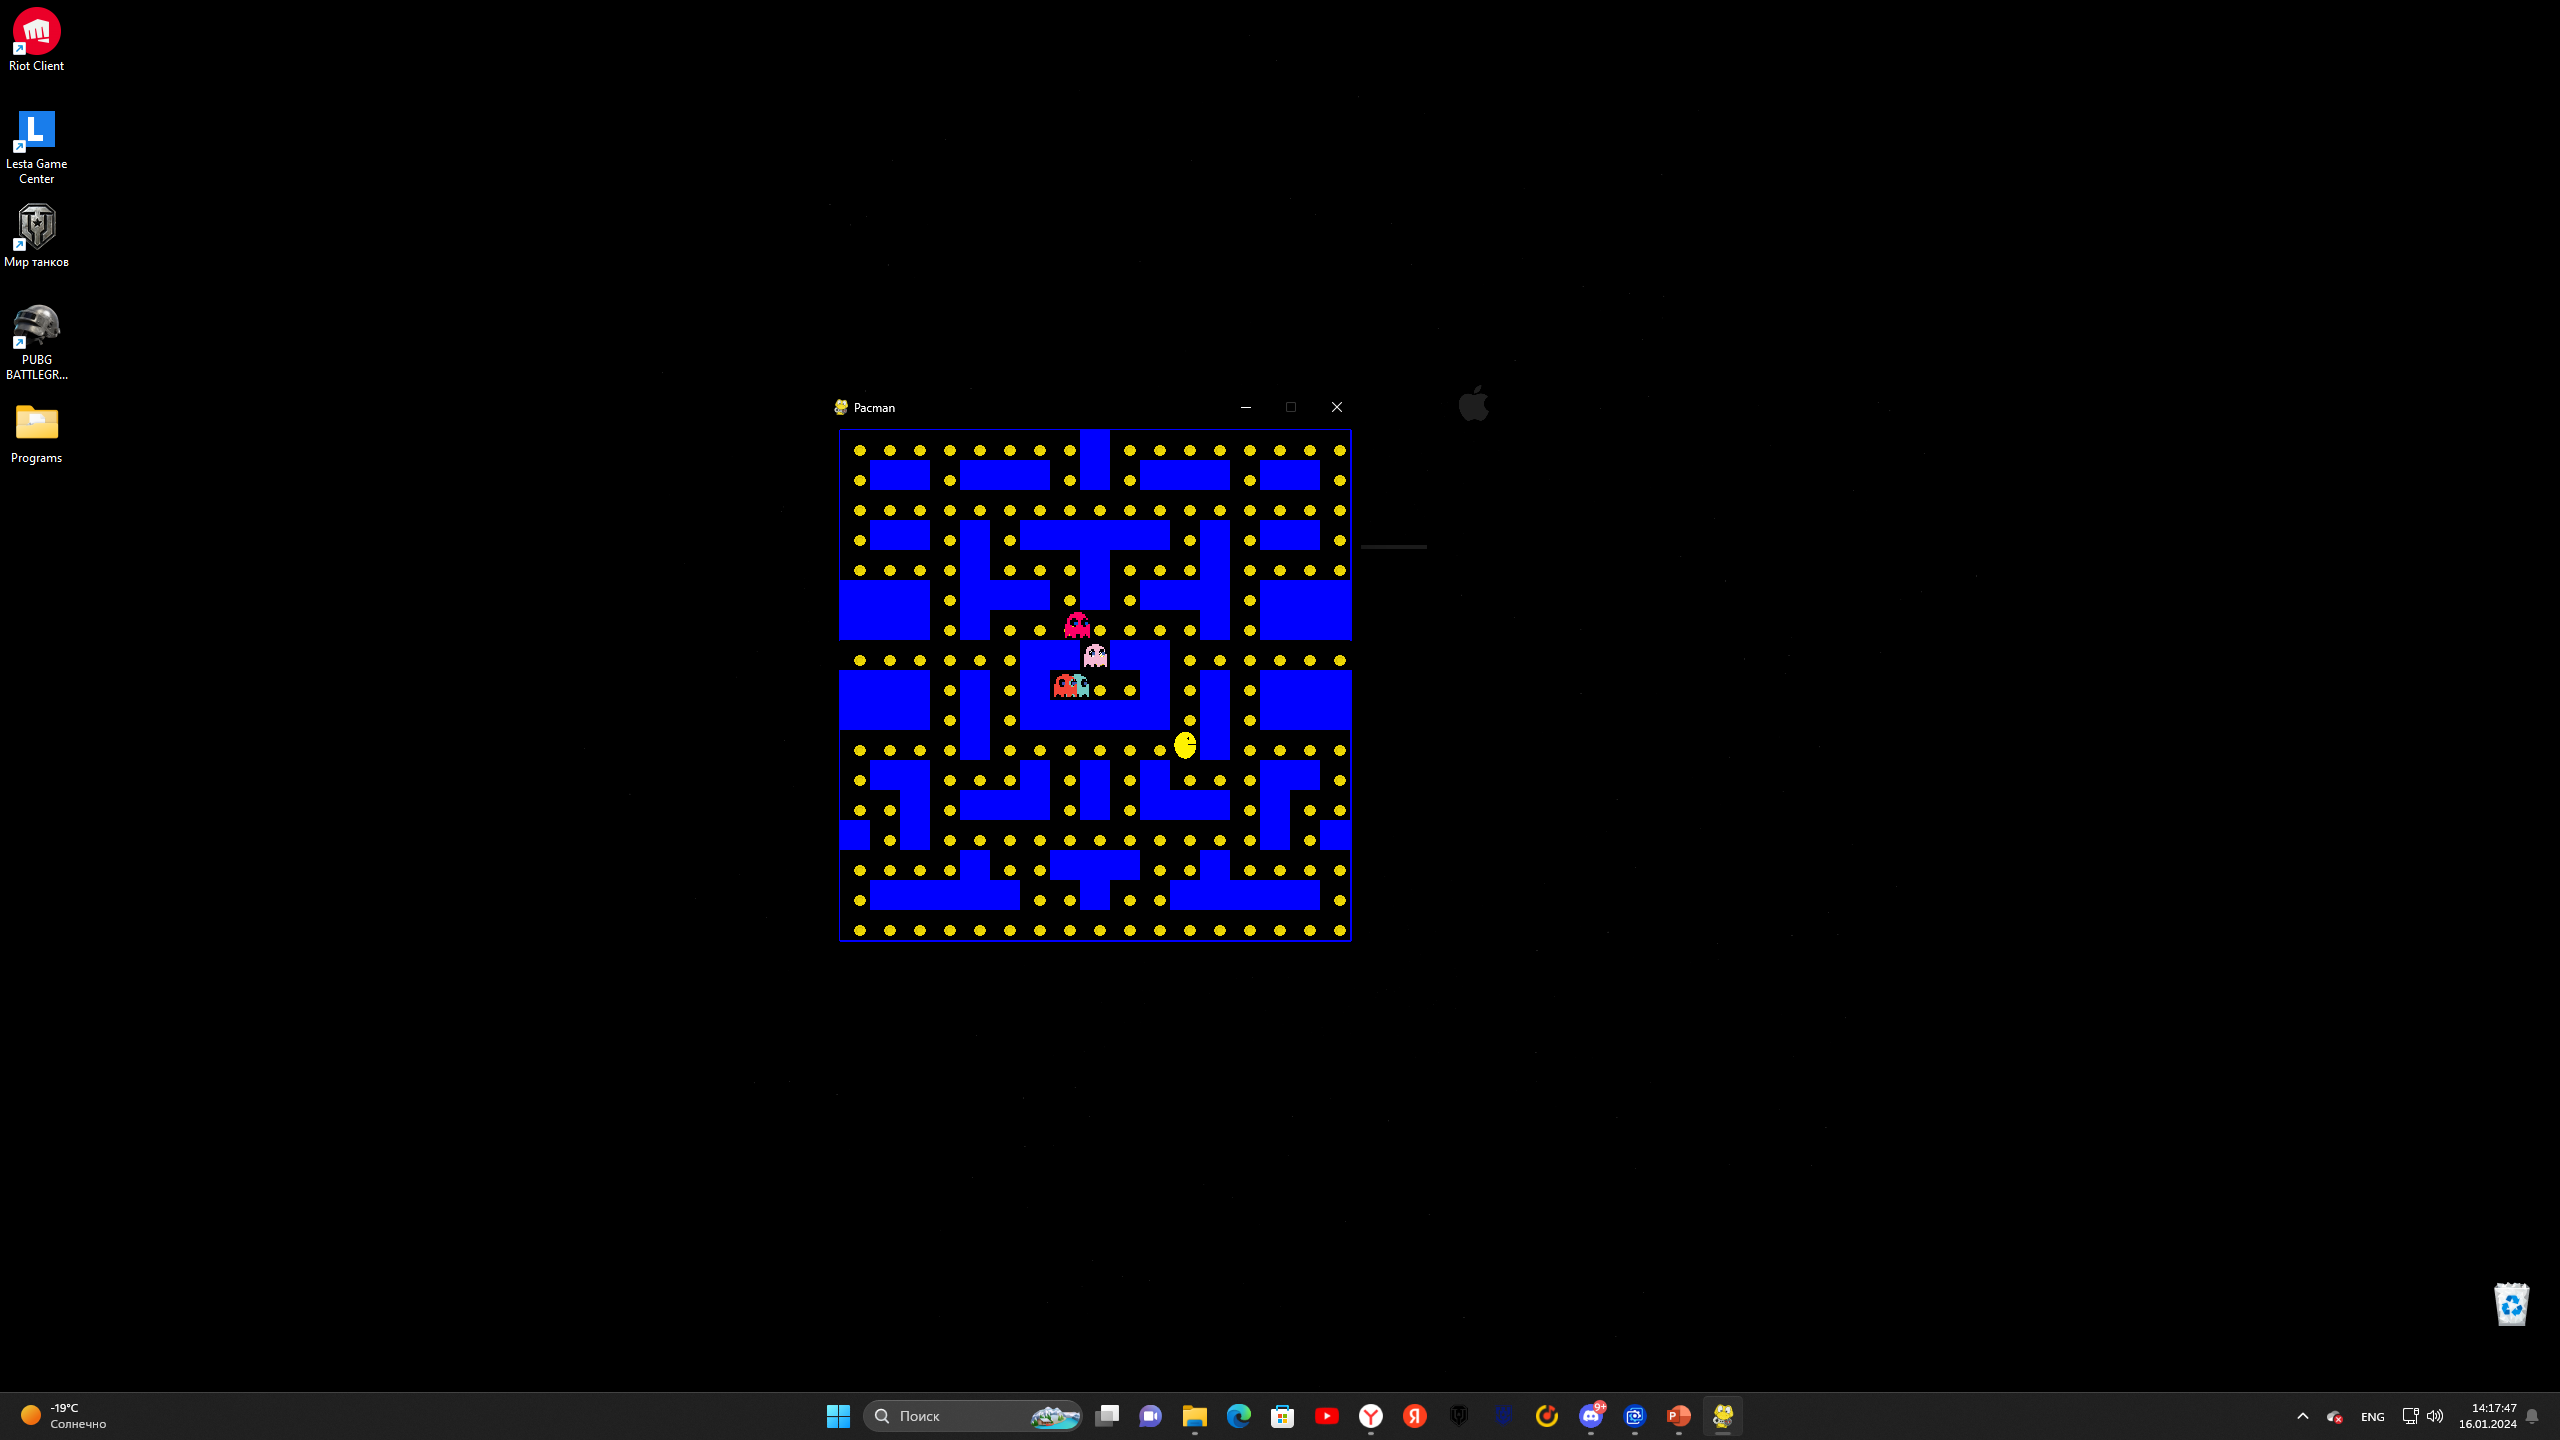 Riot Client
Lesta Game
Center
Мир танков
PUBG
BATTLEGR...
Programs
Pacman
-19°C
Солнечно
Поиск
9+
ENG
14:17:47
16.01.2024